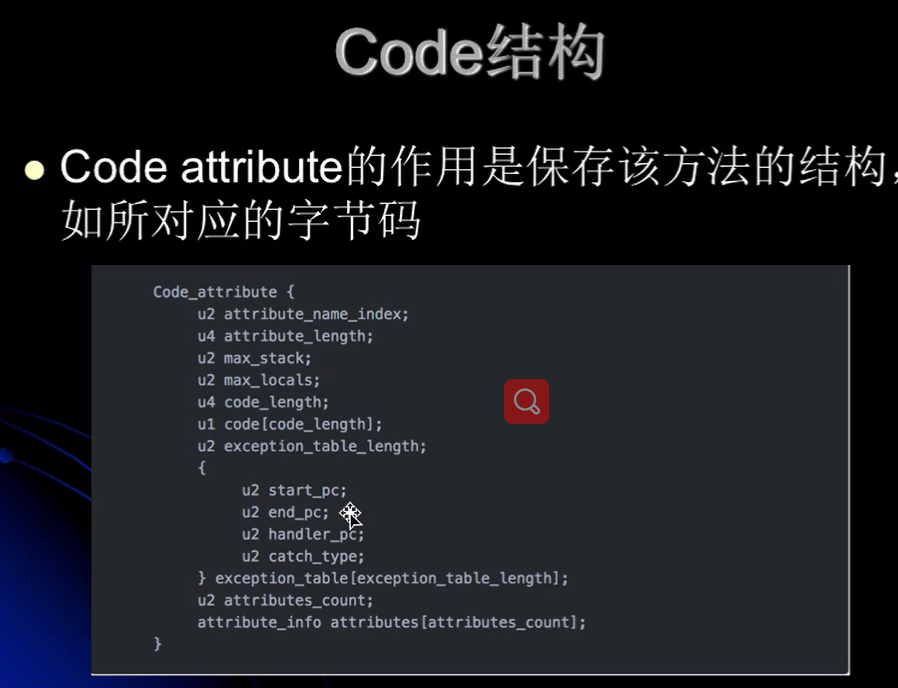 Code结构
Code attribute的作用是保存该方法的结构，
如所对应的字节码
Code_attribute {
u2 attribute_name_index;
u4 attribute_length;
u2 max_stack;
u2 max_locals;
u4 code_length;
u1 code[code_length];
u2 exception_table_length;
{
u2 start_pc;
u2 end_pc;
u2 handler_pc;
u2 catch_type;
} exception_table[exception_table_length];
u2 attributes_count;
attribute_info attributes[attributes_count];
}